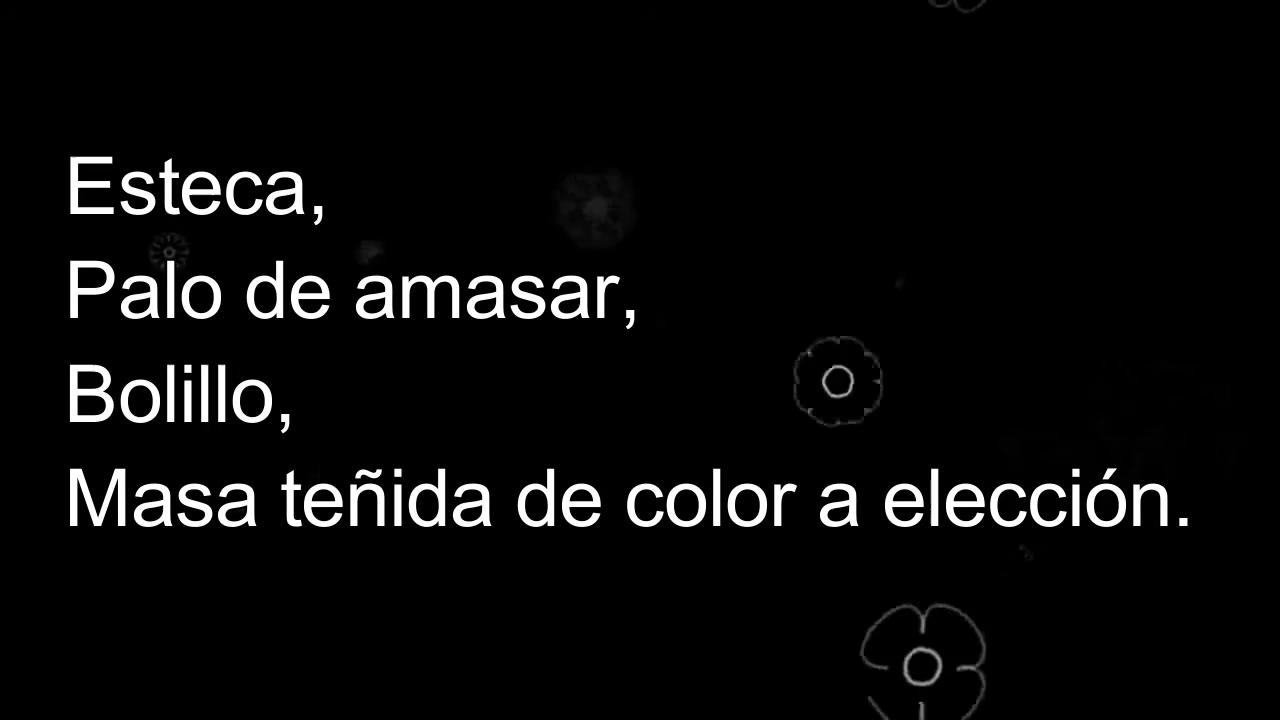 Esteca,
Palo de amasar,
Bolillo,
Masa teñida de color a elección.